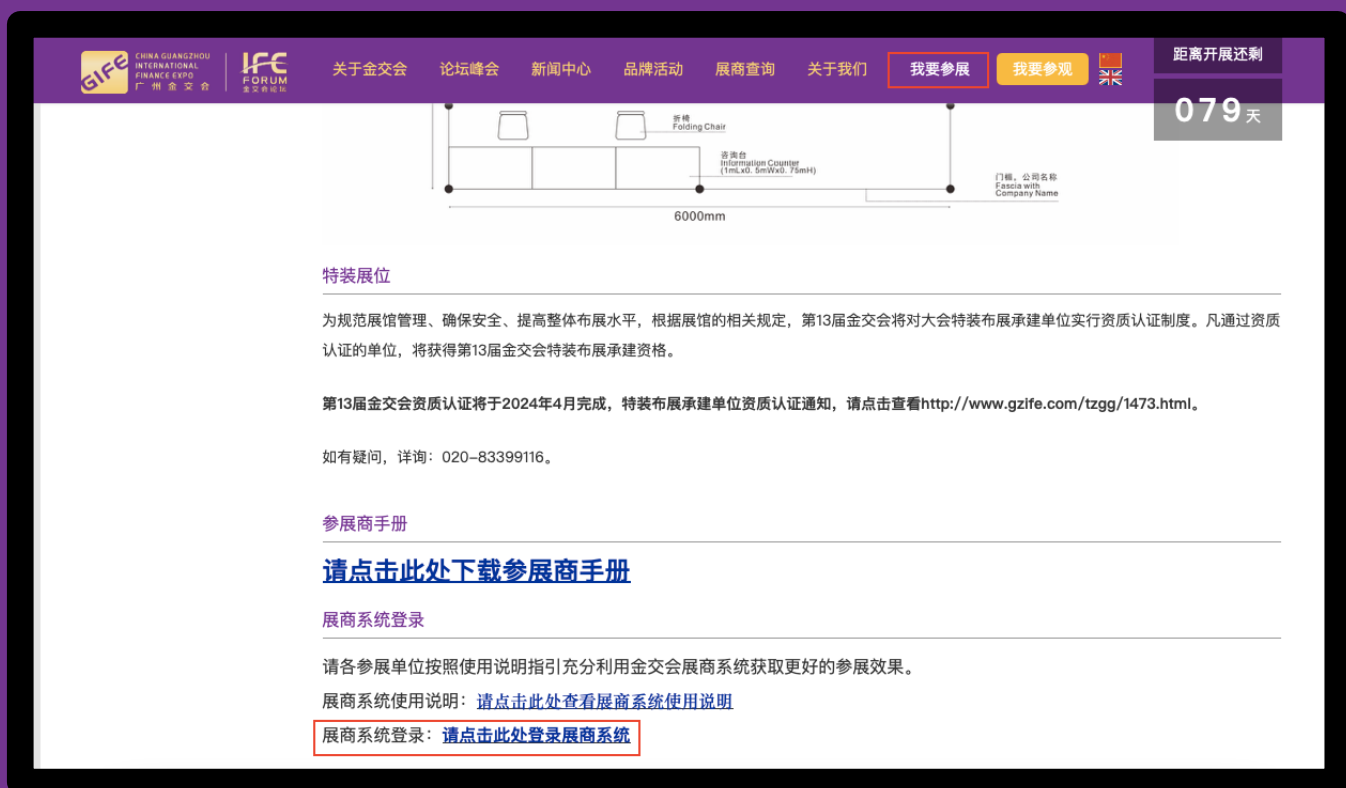 GIFE
CHINA GUANGZHOU
INTERNATIONAL
FINANCE EXPO
广州金交会
IFE
FORUM
金交会论坛
关于金交会 论坛峰会 新闻中心 品牌活动 展商查询 关于我们 我要参展 我要参观
距离开展还剩
079天
折椅
Folding Chair
咨询台
Information Counter
(1mLx0.5mWx0.75mH)
门楣，公司名称
Fascia with
Company Name
6000mm
特装展位
为规范展馆管理、确保安全、提高整体布展水平，根据展馆的相关规定，第13届金交会将对大会特装布展承建单位实行资质认证制度。凡通过资质
认证的单位，将获得第13届金交会特装布展承建资格。
第13届金交会资质认证将于2024年4月完成，特装布展承建单位资质认证通知，请点击查看http://www.gzife.com/tzgg/1473.html。
如有疑问，详询：020-83399116。
参展商手册
请点击此处下载参展商手册
展商系统登录
请各参展单位按照使用说明指引充分利用金交会展商系统获取更好的参展效果。
展商系统使用说明：请点击此处查看展商系统使用说明
展商系统登录：请点击此处登录展商系统